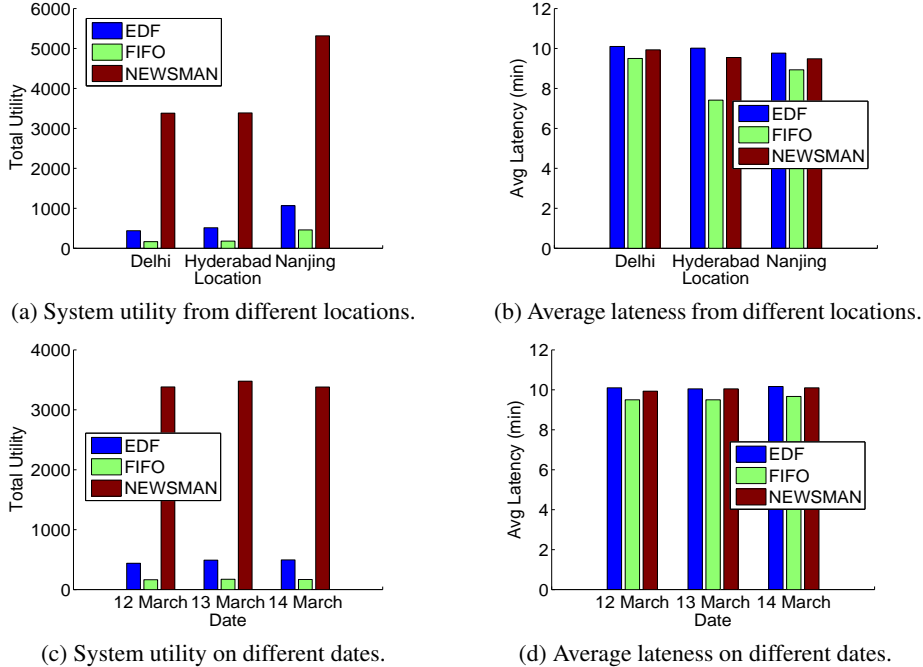 6000
5000
4000
3000
2000
1000
0
Total Utility
EDF
FIFO
NEWSMAN
Delhi Hyderabad Nanjing
Location
(a) System utility from different locations.
12
10
8
6
4
2
0
Avg Latency (min)
EDF
FIFO
NEWSMAN
Delhi Hyderabad Nanjing
Location
(b) Average lateness from different locations.
4000
3000
2000
1000
0
Total Utility
EDF
FIFO
NEWSMAN
12 March 13 March 14 March
Date
(c) System utility on different dates.
12
10
8
6
4
2
0
Avg Latency (min)
EDF
FIFO
NEWSMAN
12 March 13 March 14 March
Date
(d) Average lateness on different dates.